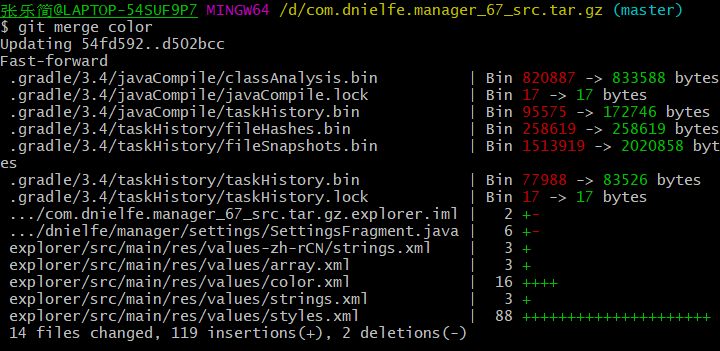 张乐简@LAPTOP-54SUF9P7 MINGW64 /d/com.dnielfe.manager_67_src.tar.gz (master)
$ git merge color
Updating 54fd592..d502bcc
Fast-forward
 .gradle/3.4/javaCompile/classAnalysis.bin          | Bin 820887 -> 833588 bytes
 .gradle/3.4/javaCompile/javaCompile.lock           | Bin 17 -> 17 bytes
 .gradle/3.4/javaCompile/taskHistory.bin            | Bin 95575 -> 172746 bytes
 .gradle/3.4/taskHistory/fileHashes.bin             | Bin 258619 -> 258619 bytes
 .gradle/3.4/taskHistory/fileSnapshots.bin          | Bin 1513919 -> 2020858 byt
es
 .gradle/3.4/taskHistory/taskHistory.bin            | Bin 77988 -> 83526 bytes
 .gradle/3.4/taskHistory/taskHistory.lock           | Bin 17 -> 17 bytes
 .../com.dnielfe.manager_67_src.tar.gz.explorer.iml |   2 +-
 .../dnielfe/manager/settings/SettingsFragment.java |   6 +-
 explorer/src/main/res/values-zh-rCN/strings.xml    |   3 +
 explorer/src/main/res/values/array.xml             |   3 +
 explorer/src/main/res/values/color.xml             |  16 ++++
 explorer/src/main/res/values/strings.xml           |   3 +
 explorer/src/main/res/values/styles.xml            |  88 +++++++++++++++++++++
 14 files changed, 119 insertions(+), 2 deletions(-)